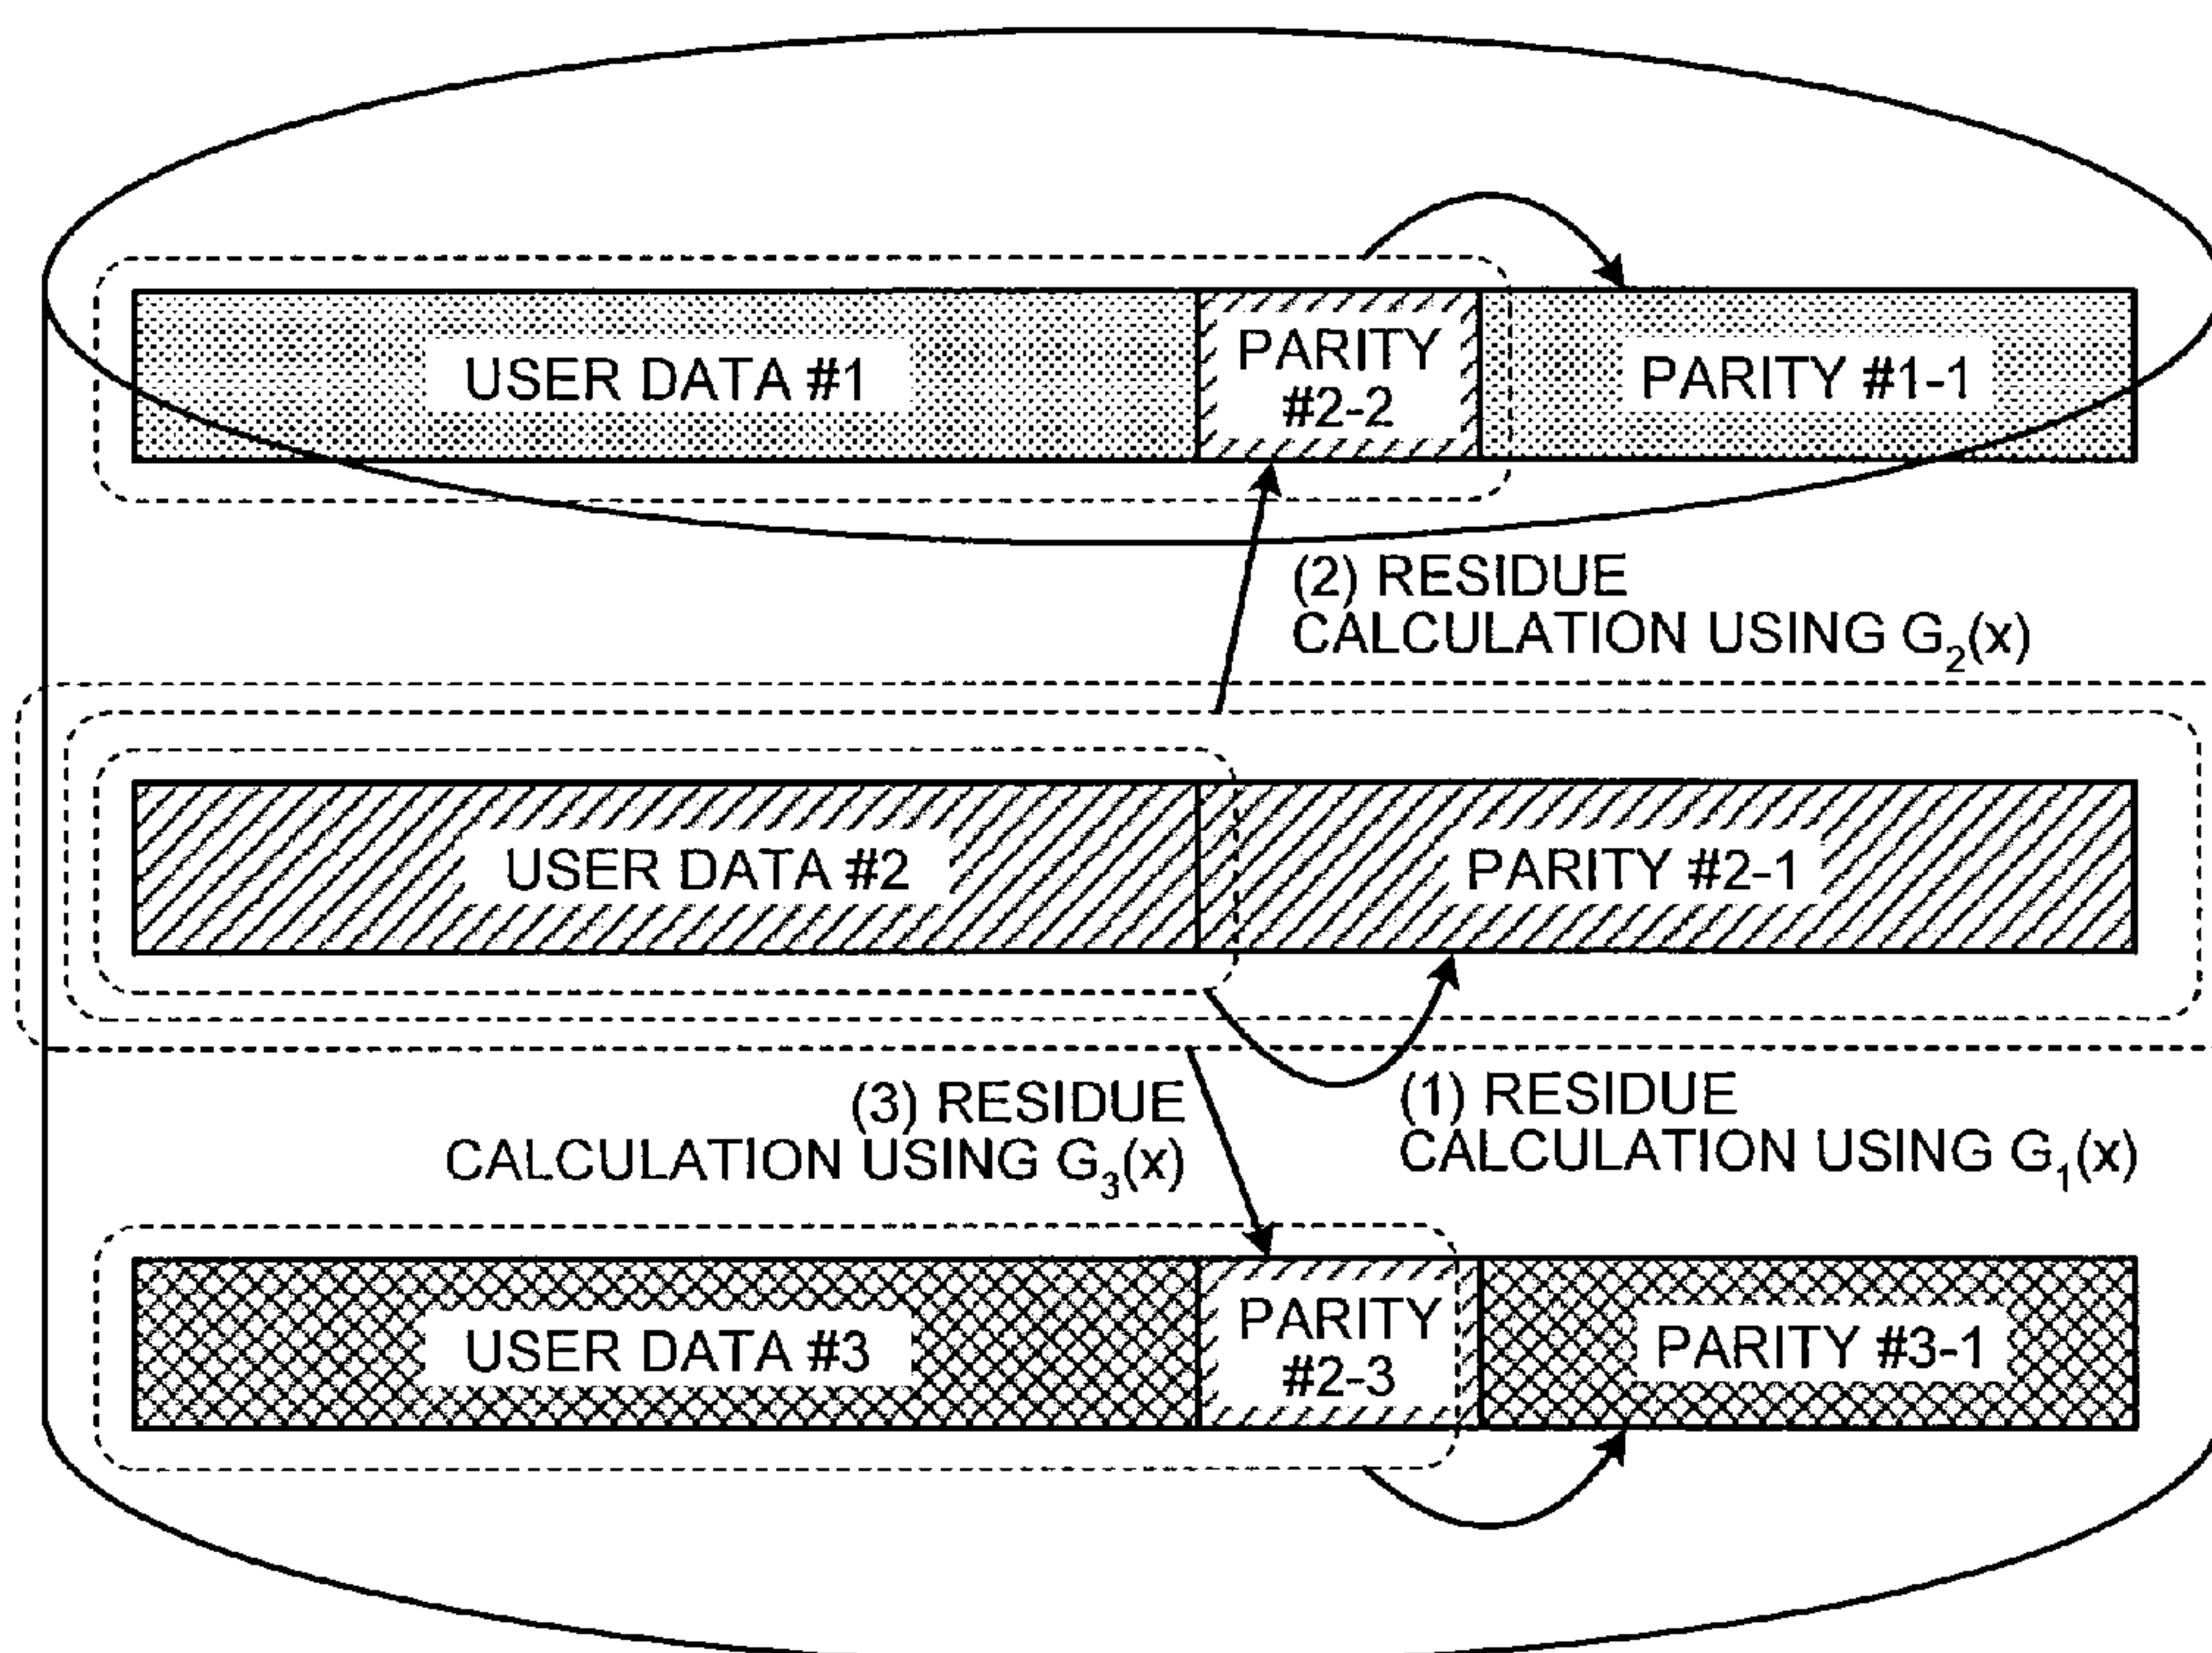 USER DATA #1
PARITY
#2-2
PARITY #1-1
(2) RESIDUE
CALCULATION USING G₂(x)
USER DATA #2
PARITY #2-1
(3) RESIDUE
CALCULATION USING G₃(x)
(1) RESIDUE
CALCULATION USING G₁(x)
USER DATA #3
PARITY
#2-3
PARITY #3-1